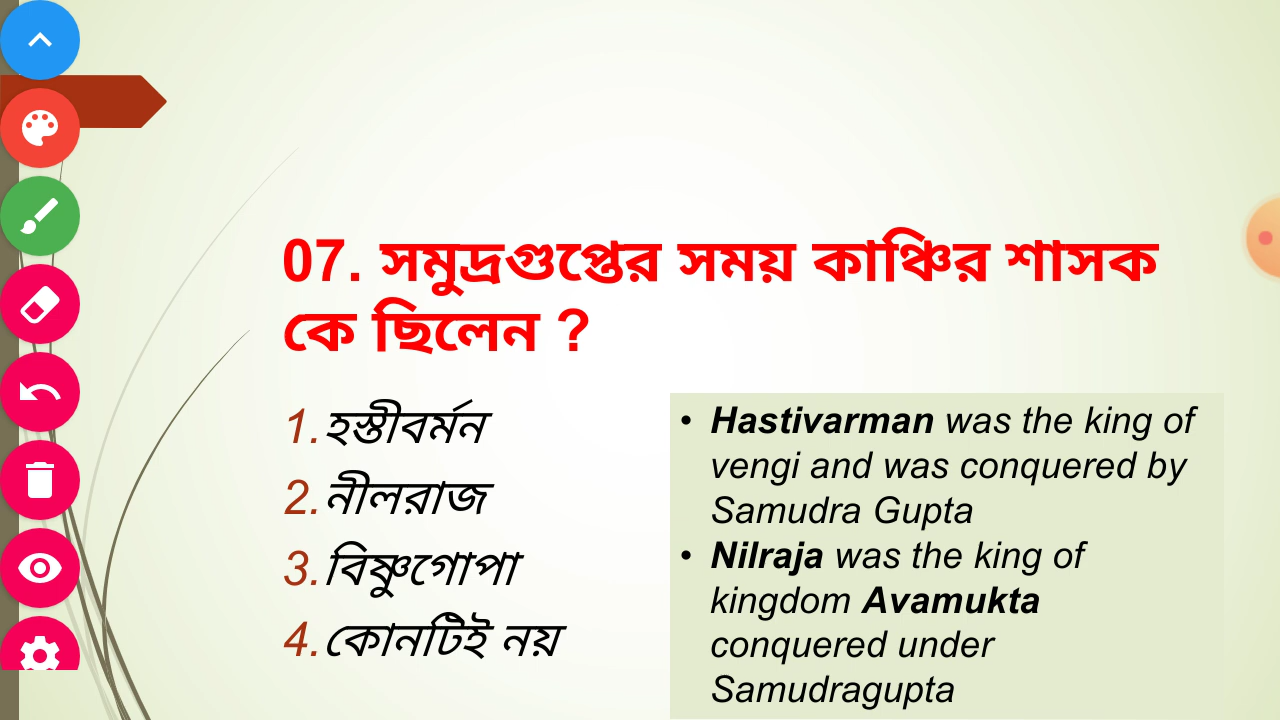 07. সমুদ্রগুপ্তের সময় কাঞ্চির শাসক
কে ছিলেন ?
1. হস্তীবর্মন
2. নীলরাজ
3. বিষ্ণুগোপা
4. কোনটিই নয়
• Hastivarman was the king of
vengi and was conquered by
Samudra Gupta
• Nilraja was the king of
kingdom Avamukta
conquered under
Samudragupta